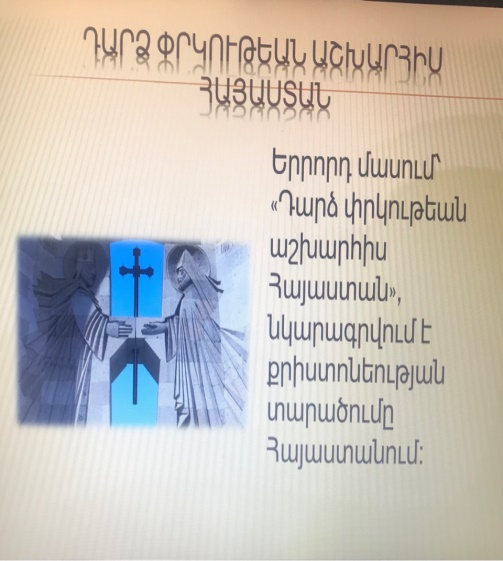 ԴԱՐՁ ՓՐԿՈՒԹԵԱՆ ԱՇԽԱՐՀԻՍ
ՀԱՅԱՍՏԱՆ
Երրորդ մասում՝
«Դարձ փրկութեան
աշխարհիս
Հայաստան»,
նկարագրվում է
քրիստոնեության
տարածումը
Հայաստանում: